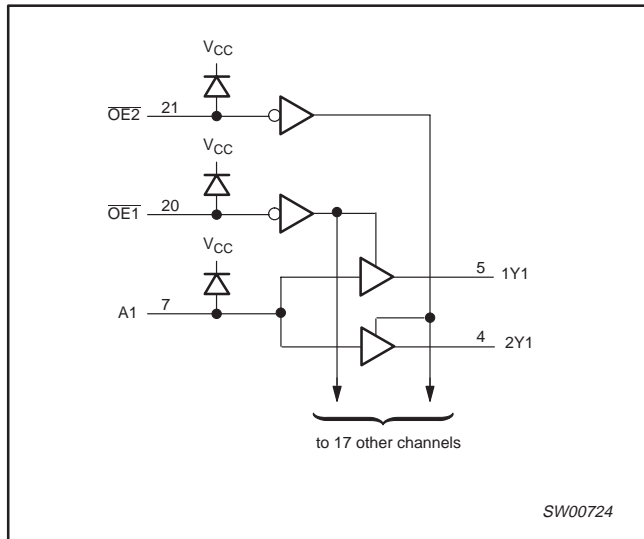 VCC
OE2 21
VCC
OE1 20
VCC
5 1Y1
A1 7
4 2Y1
to 17 other channels
SW00724